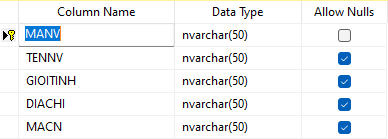 Column Name Data Type Allow Nulls
MANV nvarchar(50)
TENNV nvarchar(50)
GIOITINH nvarchar(50)
DIACHI nvarchar(50)
MACN nvarchar(50)